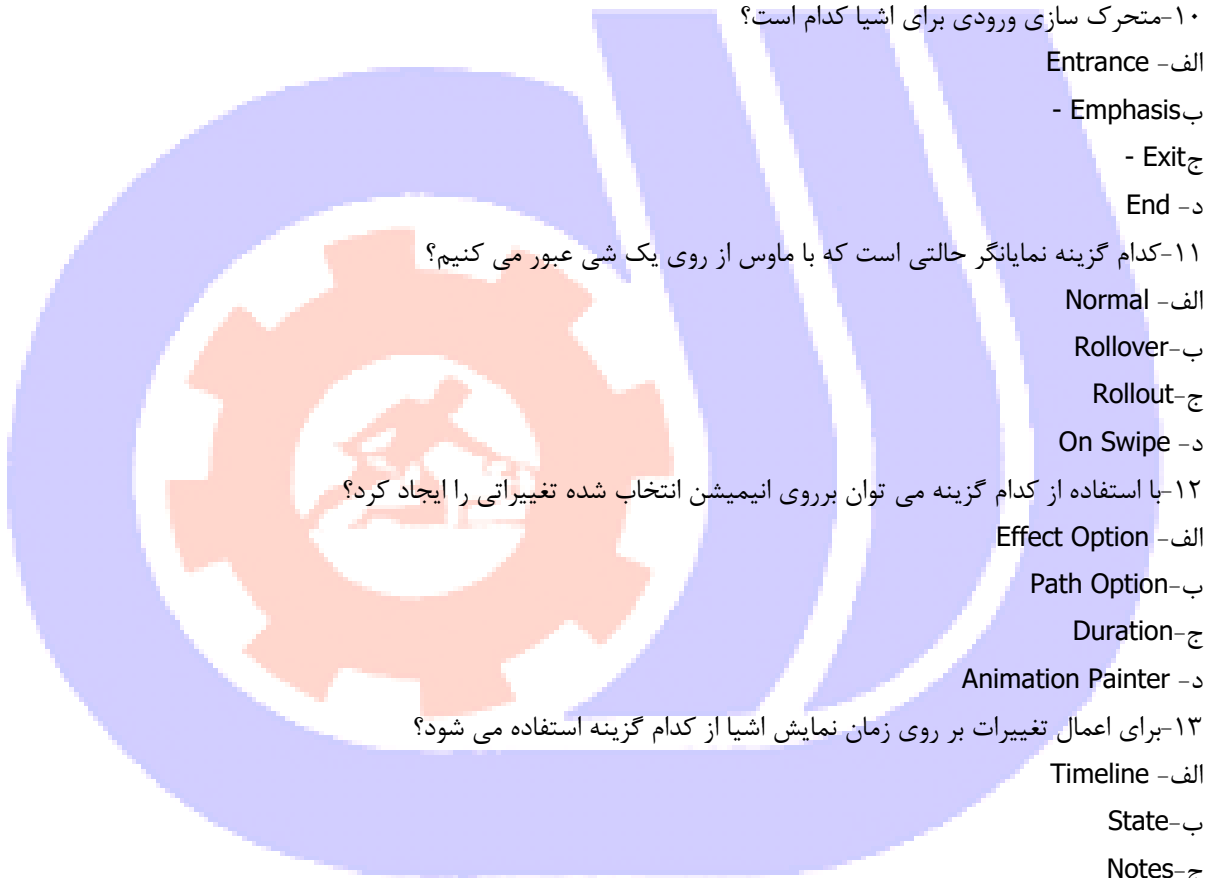 ۱۰-متحرک سازی ورودی برای اشیا کدام است؟
الف- Entrance
ب- Emphasis
ج- Exit
د- End
۱۱-کدام گزینه نمایانگر حالتی است که با ماوس از روی یک شی عبور می کنیم؟
الف- Normal
ب-Rollover
ج-Rollout
د- On Swipe
۱۲-با استفاده از کدام گزینه می توان برروی انیمیشن انتخاب شده تغییراتی را ایجاد کرد؟
الف- Effect Option
ب-Path Option
ج-Duration
د- Animation Painter
۱۳-برای اعمال تغییرات بر روی زمان نمایش اشیا از کدام گزینه استفاده می شود؟
الف- Timeline
ب-State
ج-Notes